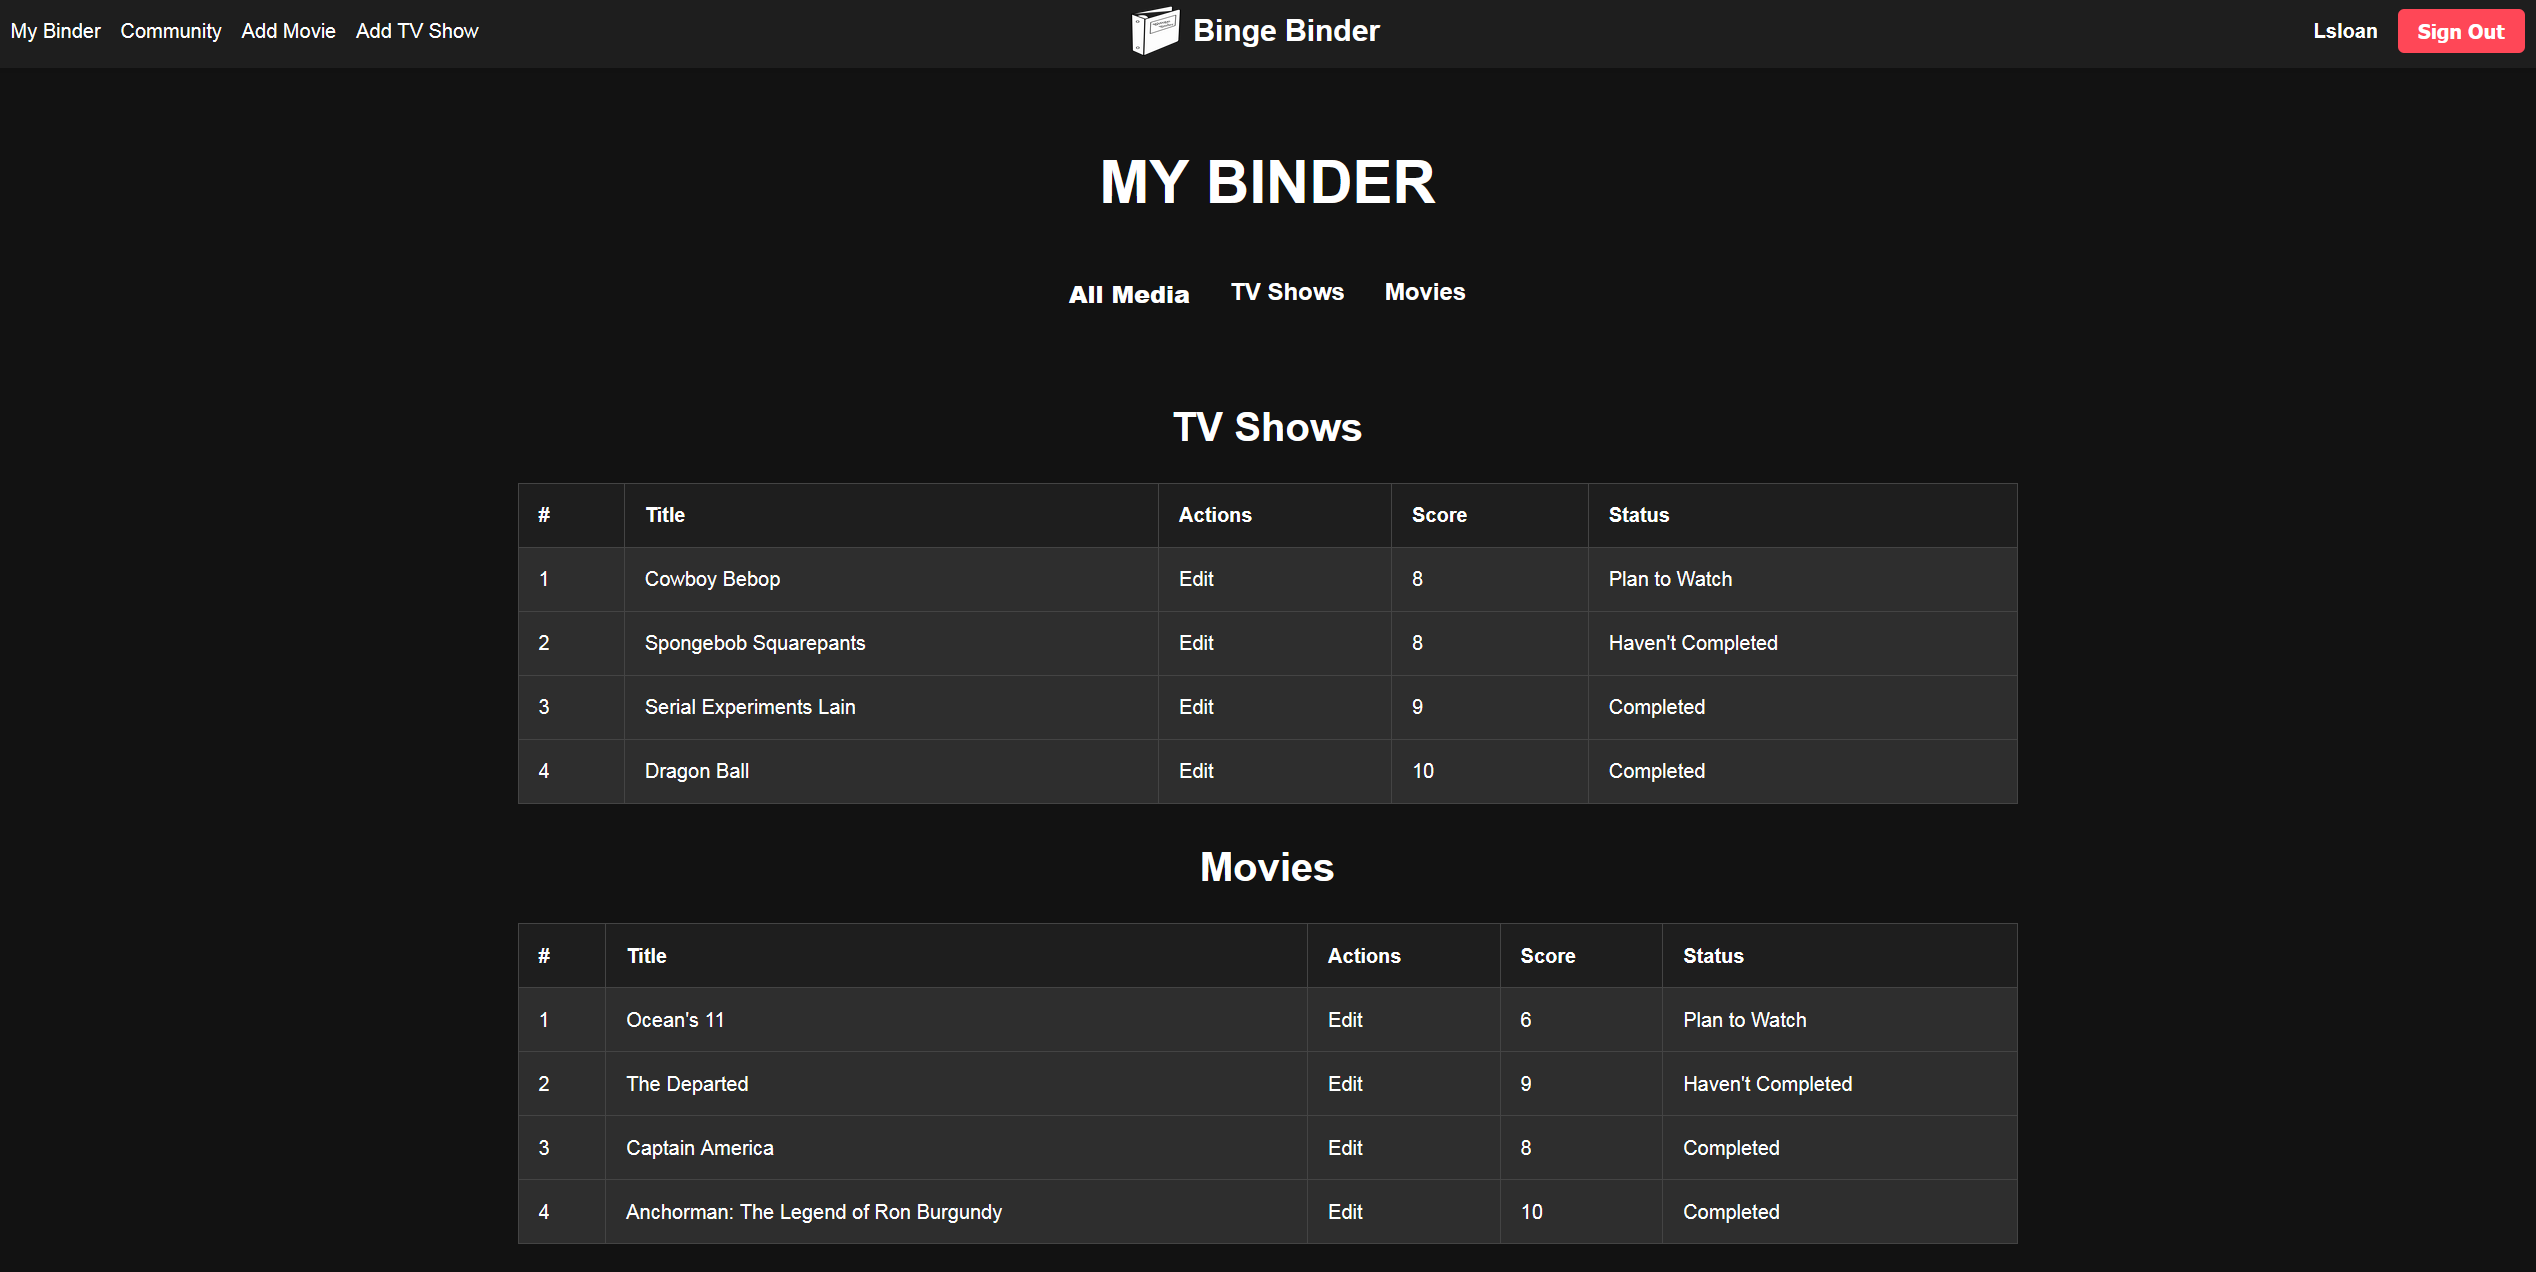 My Binder Community Add Movie Add TV Show Binge Binder Lsloan Sign Out
MY BINDER
All Media TV Shows Movies
TV Shows
# Title Actions Score Status
1 Cowboy Bebop Edit 8 Plan to Watch
2 Spongebob Squarepants Edit 8 Haven't Completed
3 Serial Experiments Lain Edit 9 Completed
4 Dragon Ball Edit 10 Completed
Movies
# Title Actions Score Status
1 Ocean's 11 Edit 6 Plan to Watch
2 The Departed Edit 9 Haven't Completed
3 Captain America Edit 8 Completed
4 Anchorman: The Legend of Ron Burgundy Edit 10 Completed